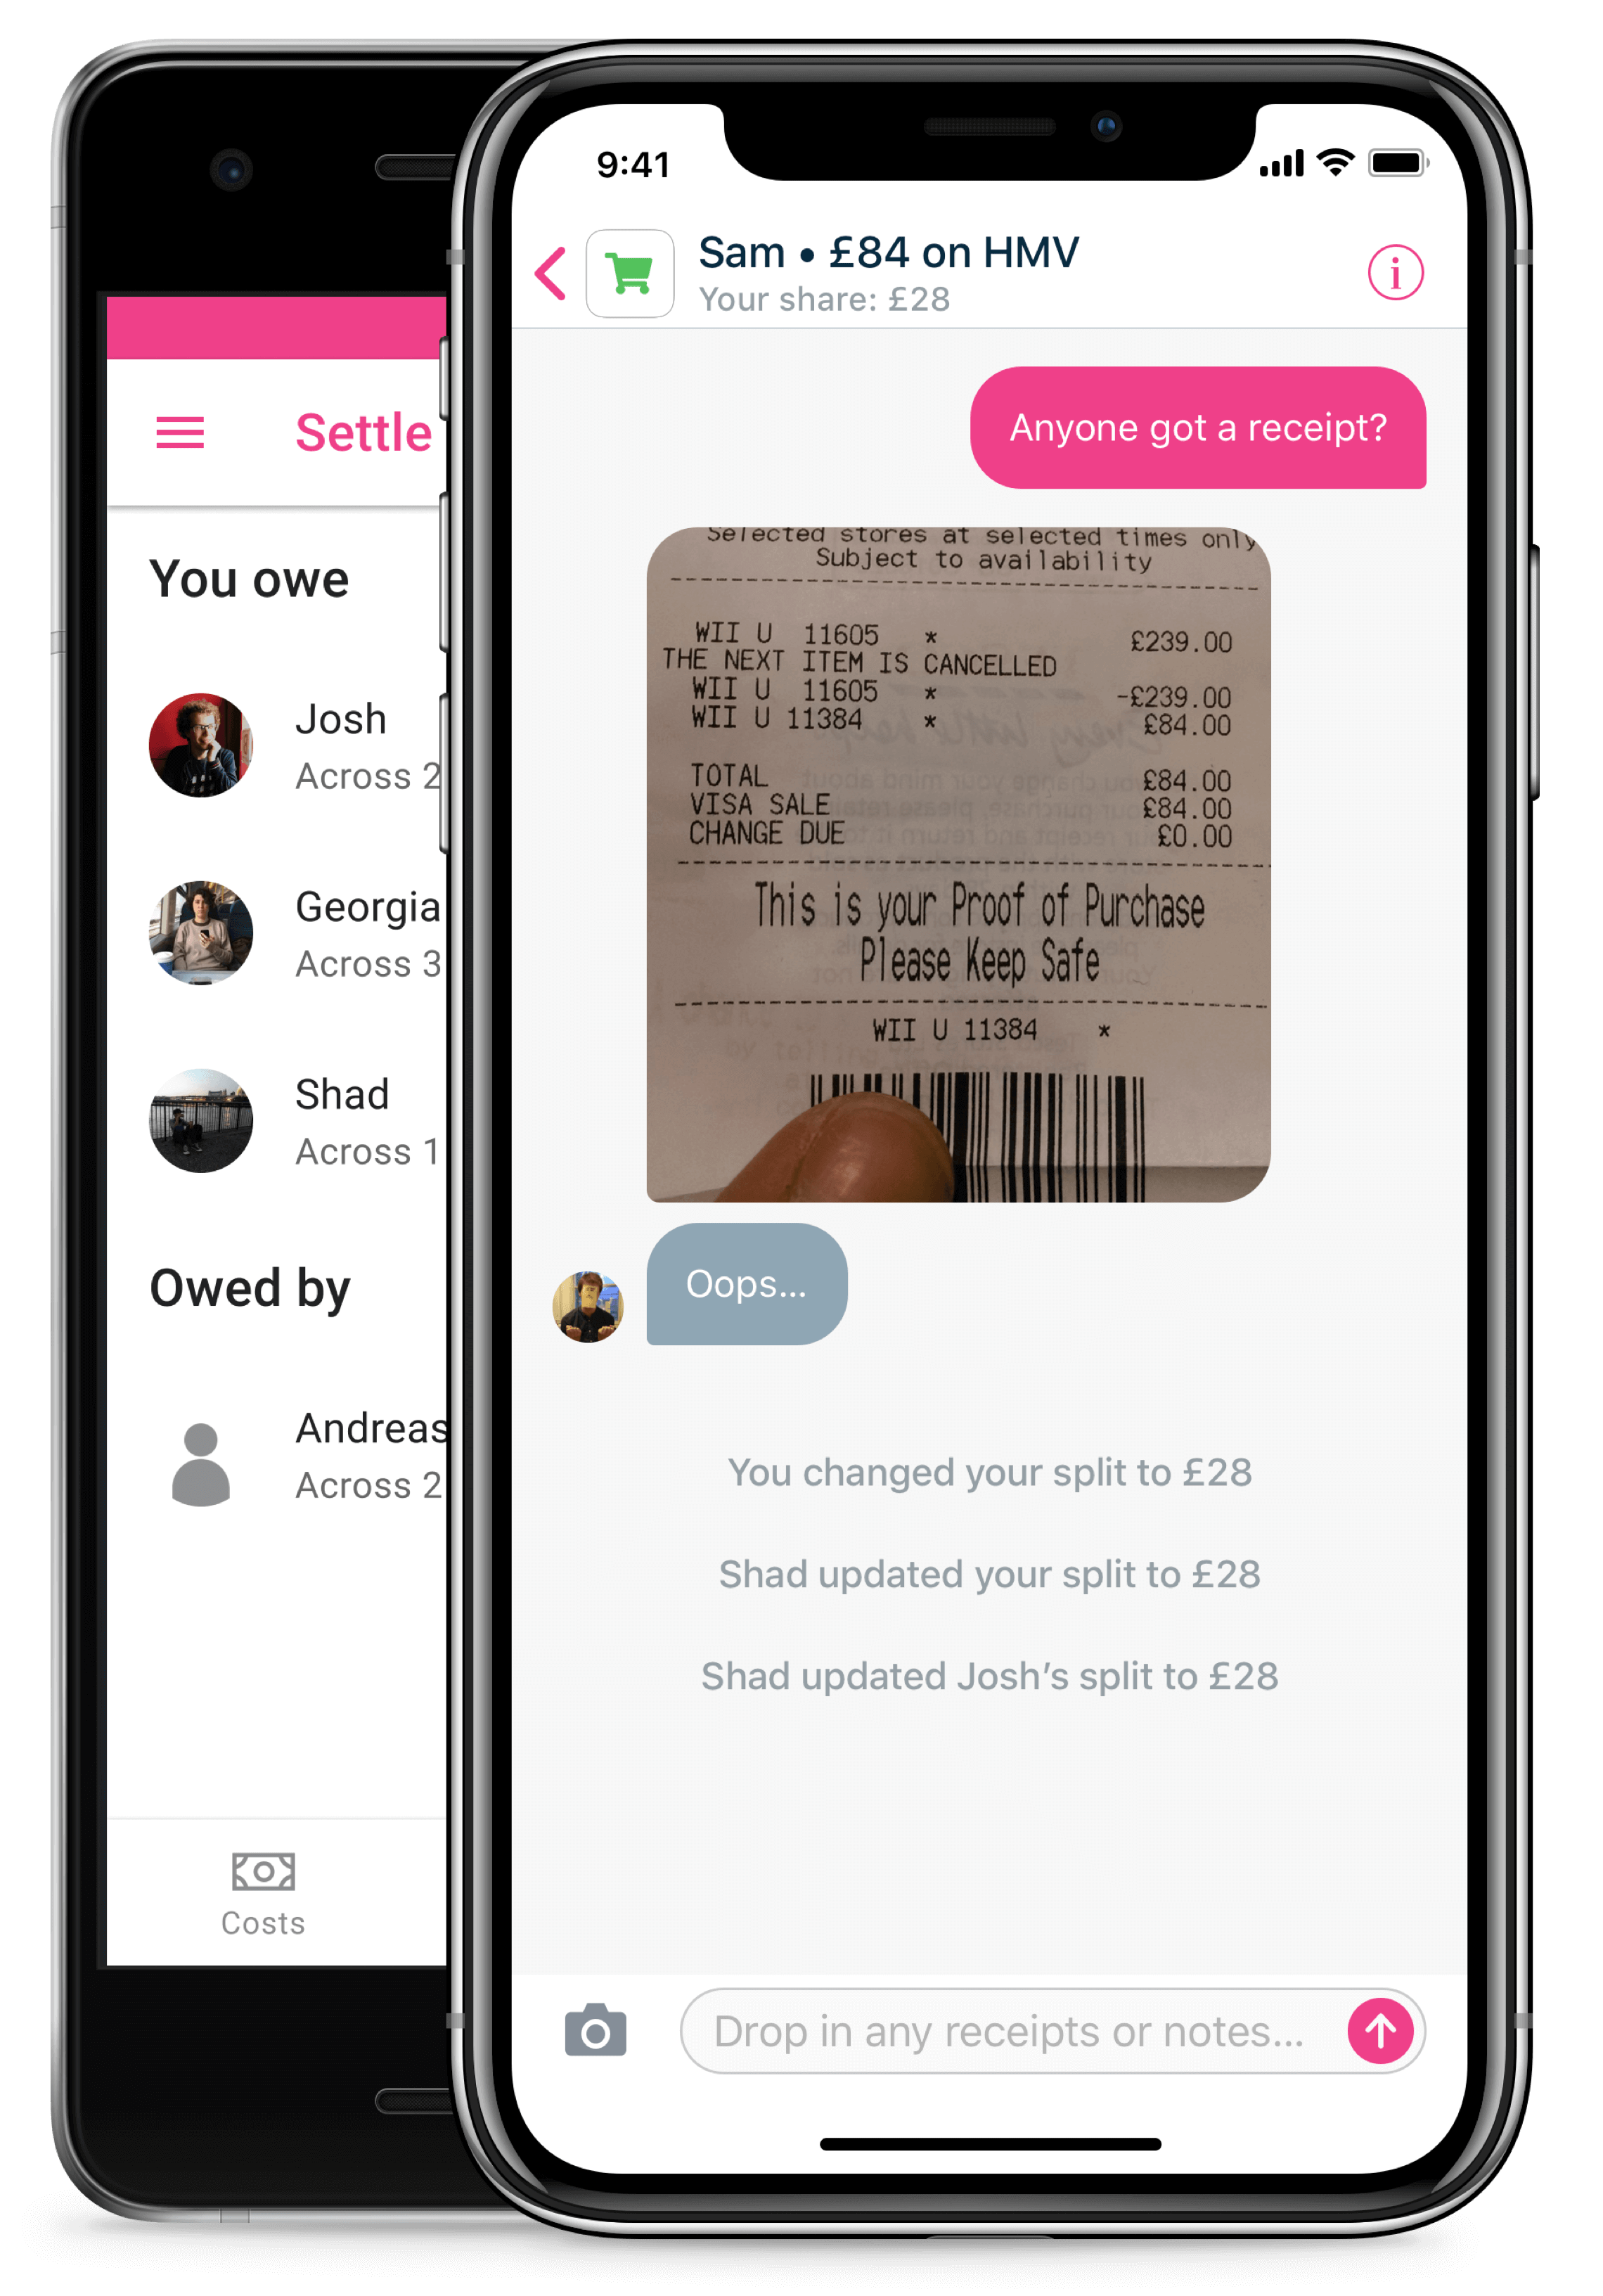 Settle
You owe
Josh
Across 2
Georgia
Across 3
Shad
Across 1
Owed by
Andreas
Across 2
Costs
9:41
Sam • £84 on HMV
Your share: £28
i
Anyone got a receipt?
Selected stores at selected times only
Subject to availability
WII U 11605 * £239.00
THE NEXT ITEM IS CANCELLED
WII U 11605 * -£239.00
WII U 11384 * £84.00
TOTAL £84.00
VISA SALE £84.00
CHANGE DUE £0.00
This is your Proof of Purchase
Please Keep Safe
WII U 11384 *
Oops...
You changed your split to £28
Shad updated your split to £28
Shad updated Josh’s split to £28
Drop in any receipts or notes...